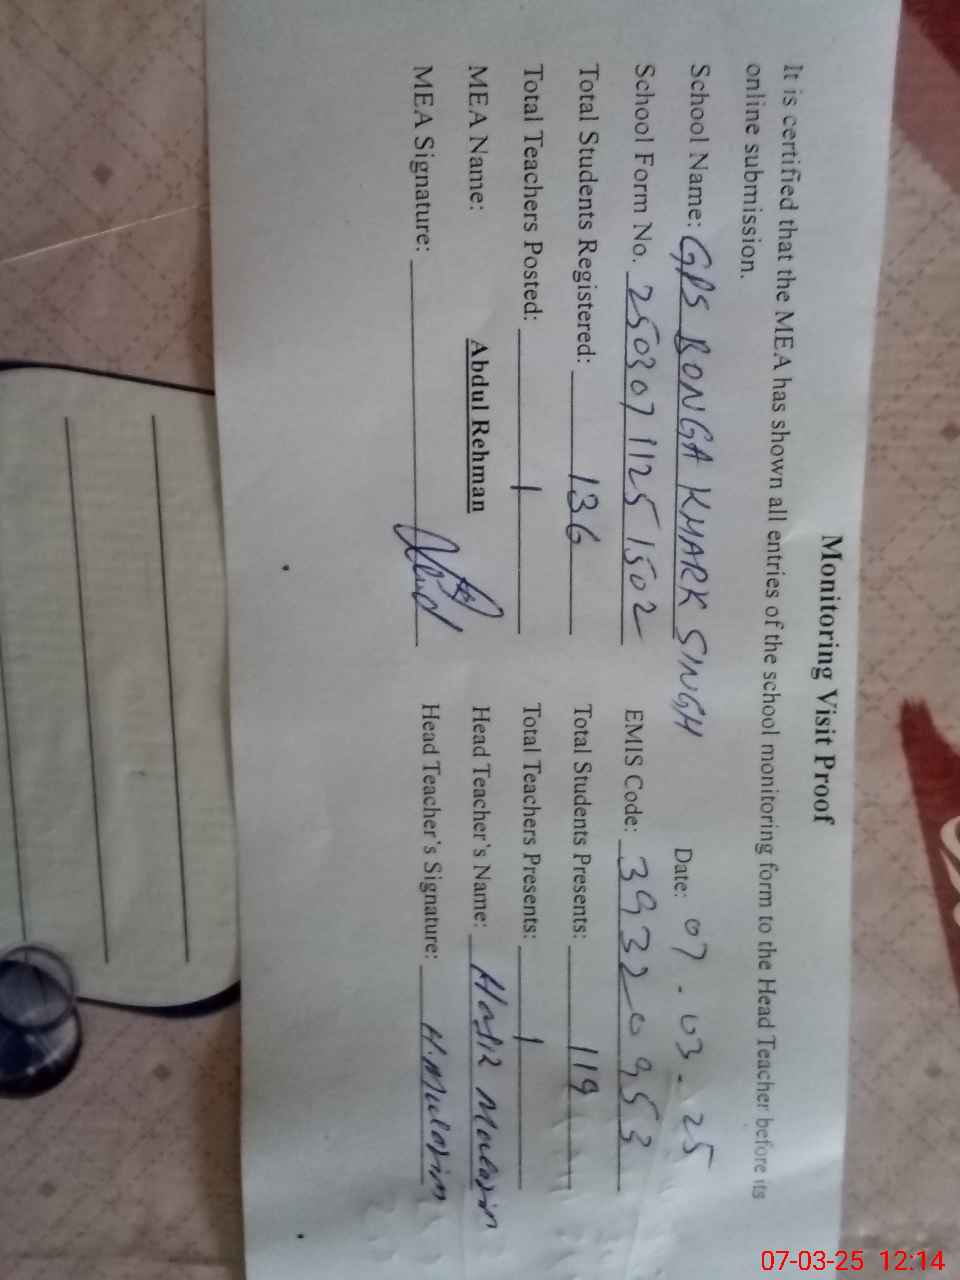 Monitoring Visit Proof
It is certified that the MEA has shown all entries of the school monitoring form to the Head Teacher before its
online submission.
School Name: GPS BONGA KHARK SINGH Date: 07-03-25
School Form No. 250307 1125 1502 EMIS Code: 39320953
Total Students Registered: 136 Total Students Presents: 119
Total Teachers Posted: 1 Total Teachers Presents: 1
MEA Name: Abdul Rehman Head Teacher's Name:
MEA Signature: Head Teacher's Signature:
07-03-25 12:14